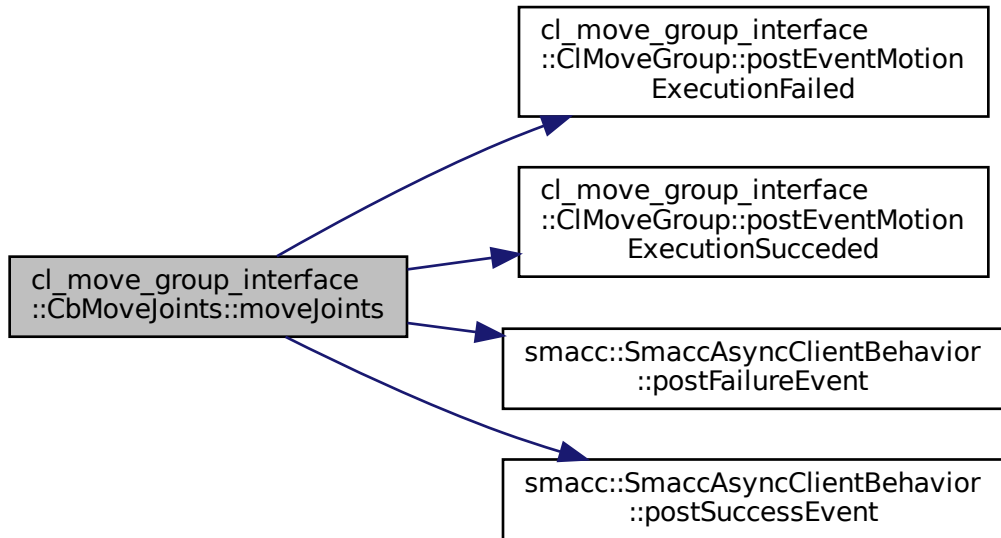 cl_move_group_interface
::ClMoveGroup::postEventMotion
ExecutionFailed
cl_move_group_interface
::ClMoveGroup::postEventMotion
ExecutionSucceded
cl_move_group_interface
::CbMoveJoints::moveJoints
smacc::SmaccAsyncClientBehavior
::postFailureEvent
smacc::SmaccAsyncClientBehavior
::postSuccessEvent